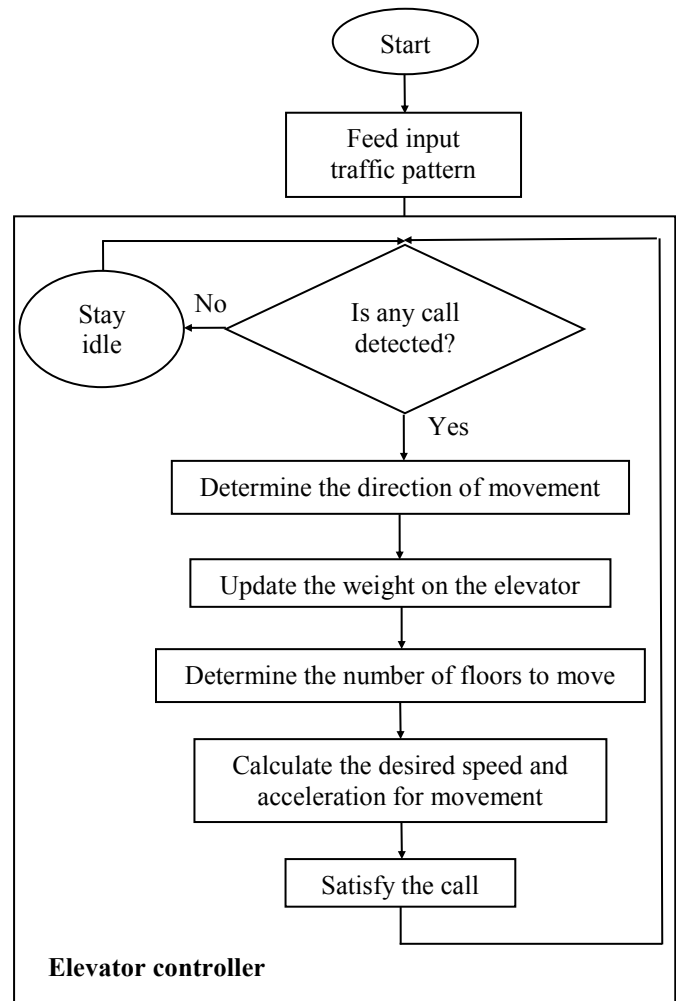 Start
Feed input
traffic pattern
Is any call
detected?
No
Stay
idle
Yes
Determine the direction of movement
Update the weight on the elevator
Determine the number of floors to move
Calculate the desired speed and
acceleration for movement
Satisfy the call
Elevator controller